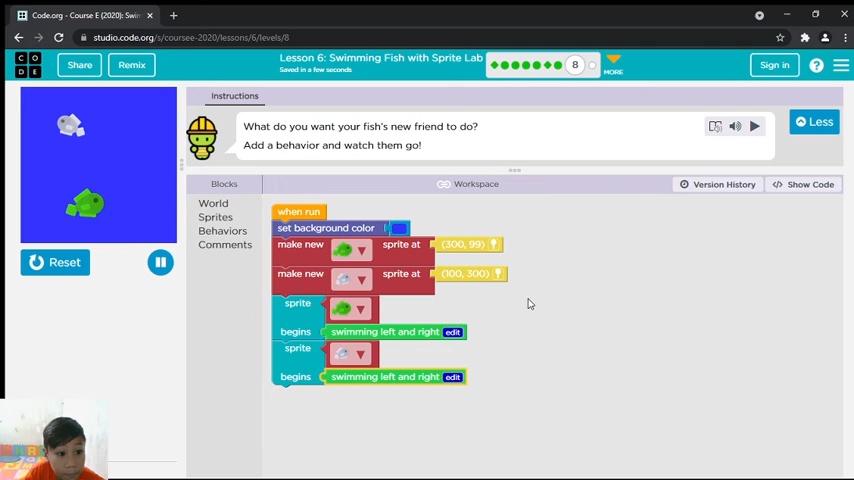 Code.org - Course E (2020): Swim
studio.code.org/s/coursee-2020/lessons/6/levels/8
CODE
Share
Remix
Lesson 6: Swimming Fish with Sprite Lab
Saved in a few seconds
8
MORE
Sign in
?
Instructions
What do you want your fish's new friend to do?
Add a behavior and watch them go!
Less
Blocks
Workspace
Version History
</> Show Code
World
Sprites
Behaviors
Comments
when run
set background color
make new sprite at (300, 99)
make new sprite at (100, 300)
sprite
begins swimming left and right edit
sprite
begins swimming left and right edit
Reset